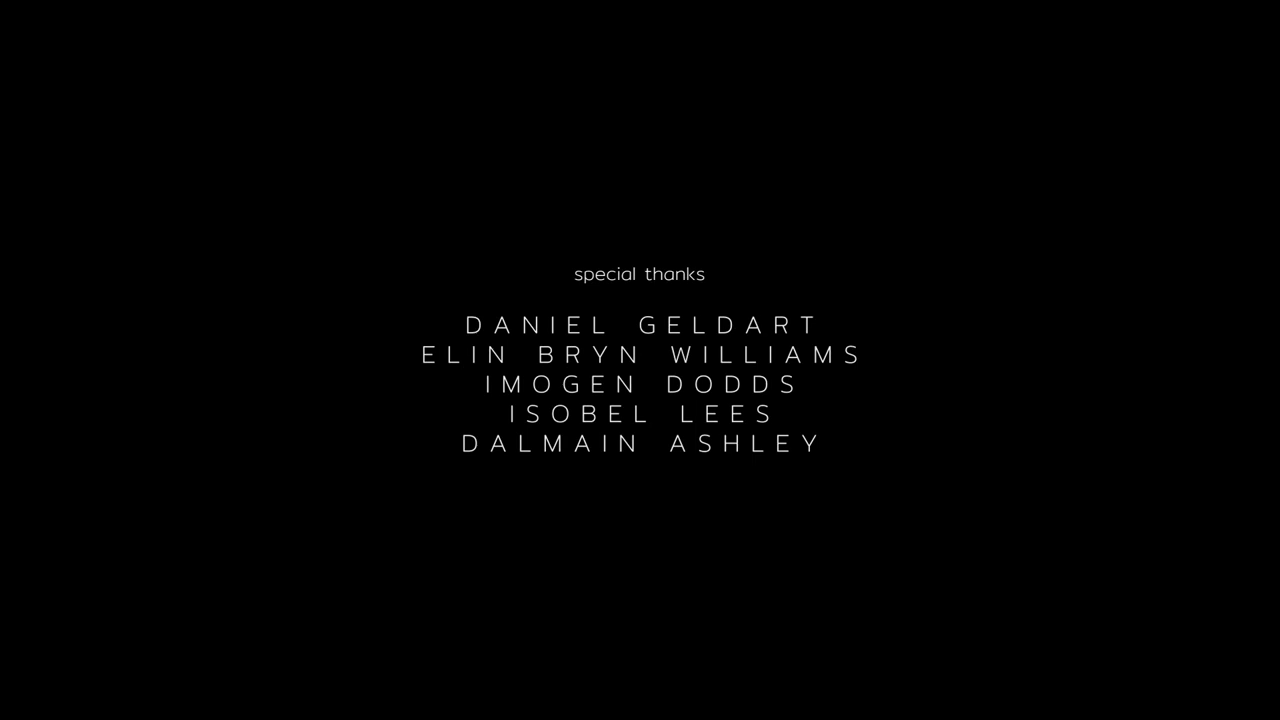 special thanks
DANIEL GELDART
ELIN BRYN WILLIAMS
IMOGEN DODDS
ISOBEL LEES
DALMAIN ASHLEY